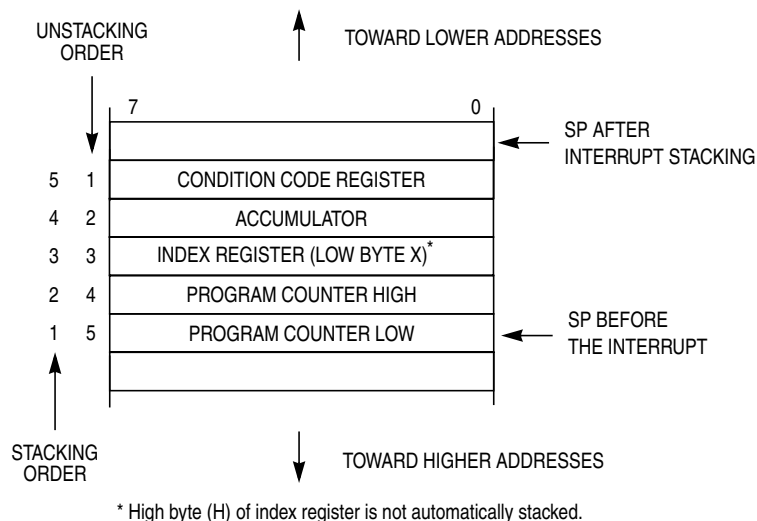 UNSTACKING
ORDER
TOWARD LOWER ADDRESSES
7 0
SP AFTER
INTERRUPT STACKING
5 1 CONDITION CODE REGISTER
4 2 ACCUMULATOR
3 3 INDEX REGISTER (LOW BYTE X)*
2 4 PROGRAM COUNTER HIGH
1 5 PROGRAM COUNTER LOW
SP BEFORE
THE INTERRUPT
STACKING
ORDER
TOWARD HIGHER ADDRESSES
* High byte (H) of index register is not automatically stacked.